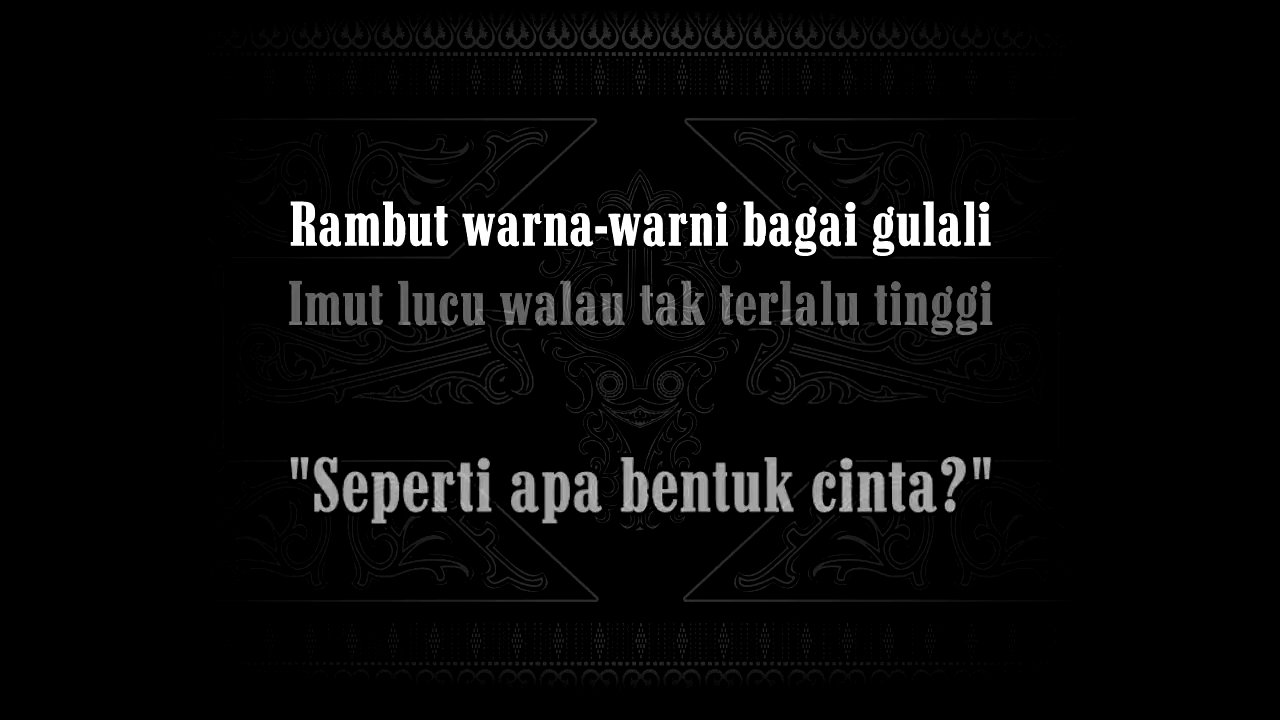 Rambut warna-warni bagai gulali
Imut lucu walau tak terlalu tinggi
"Seperti apa bentuk cinta?"